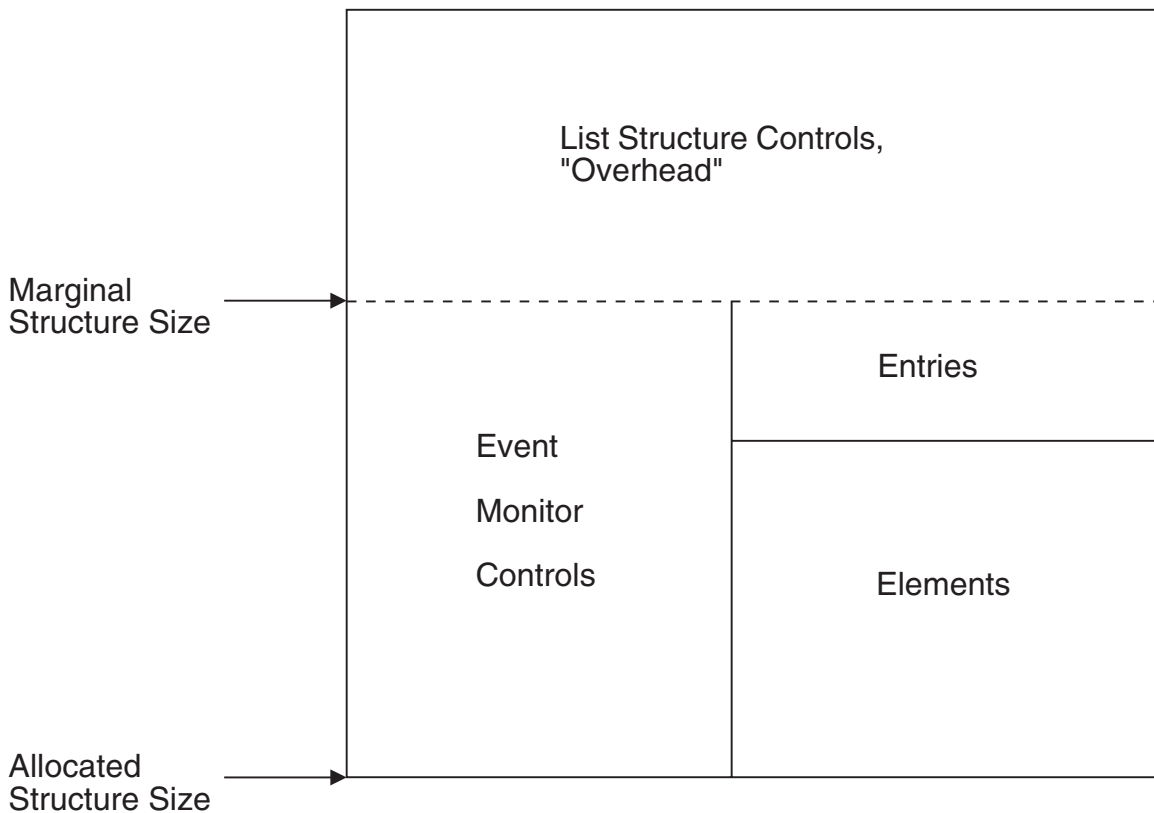 List Structure Controls,
"Overhead"
Marginal
Structure Size
Entries
Event
Monitor
Controls
Elements
Allocated
Structure Size